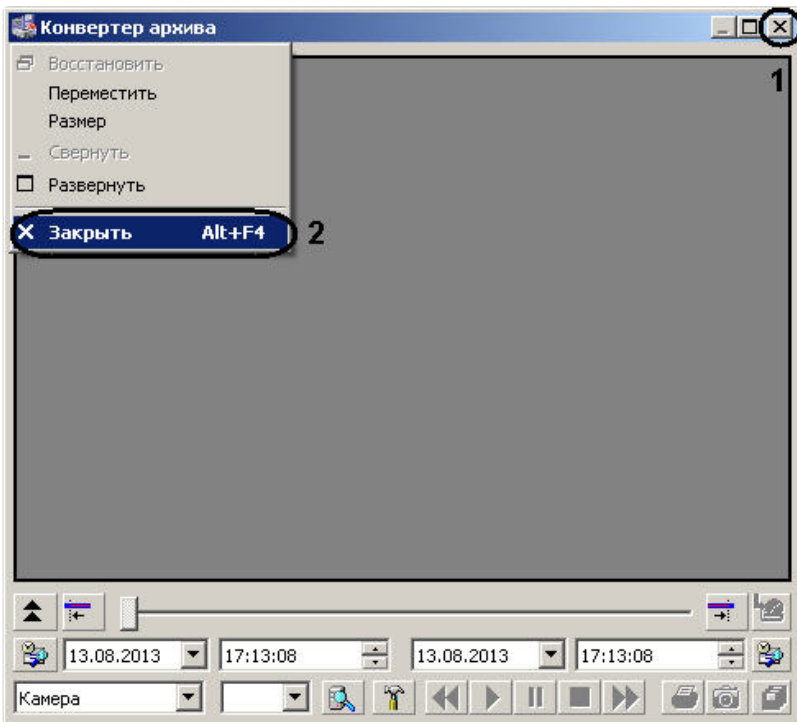 Конвертер архива
1
Восстановить
Переместить
Размер
Свернуть
Развернуть
Закрыть Alt+F4 2
13.08.2013 17:13:08 13.08.2013 17:13:08
Камера